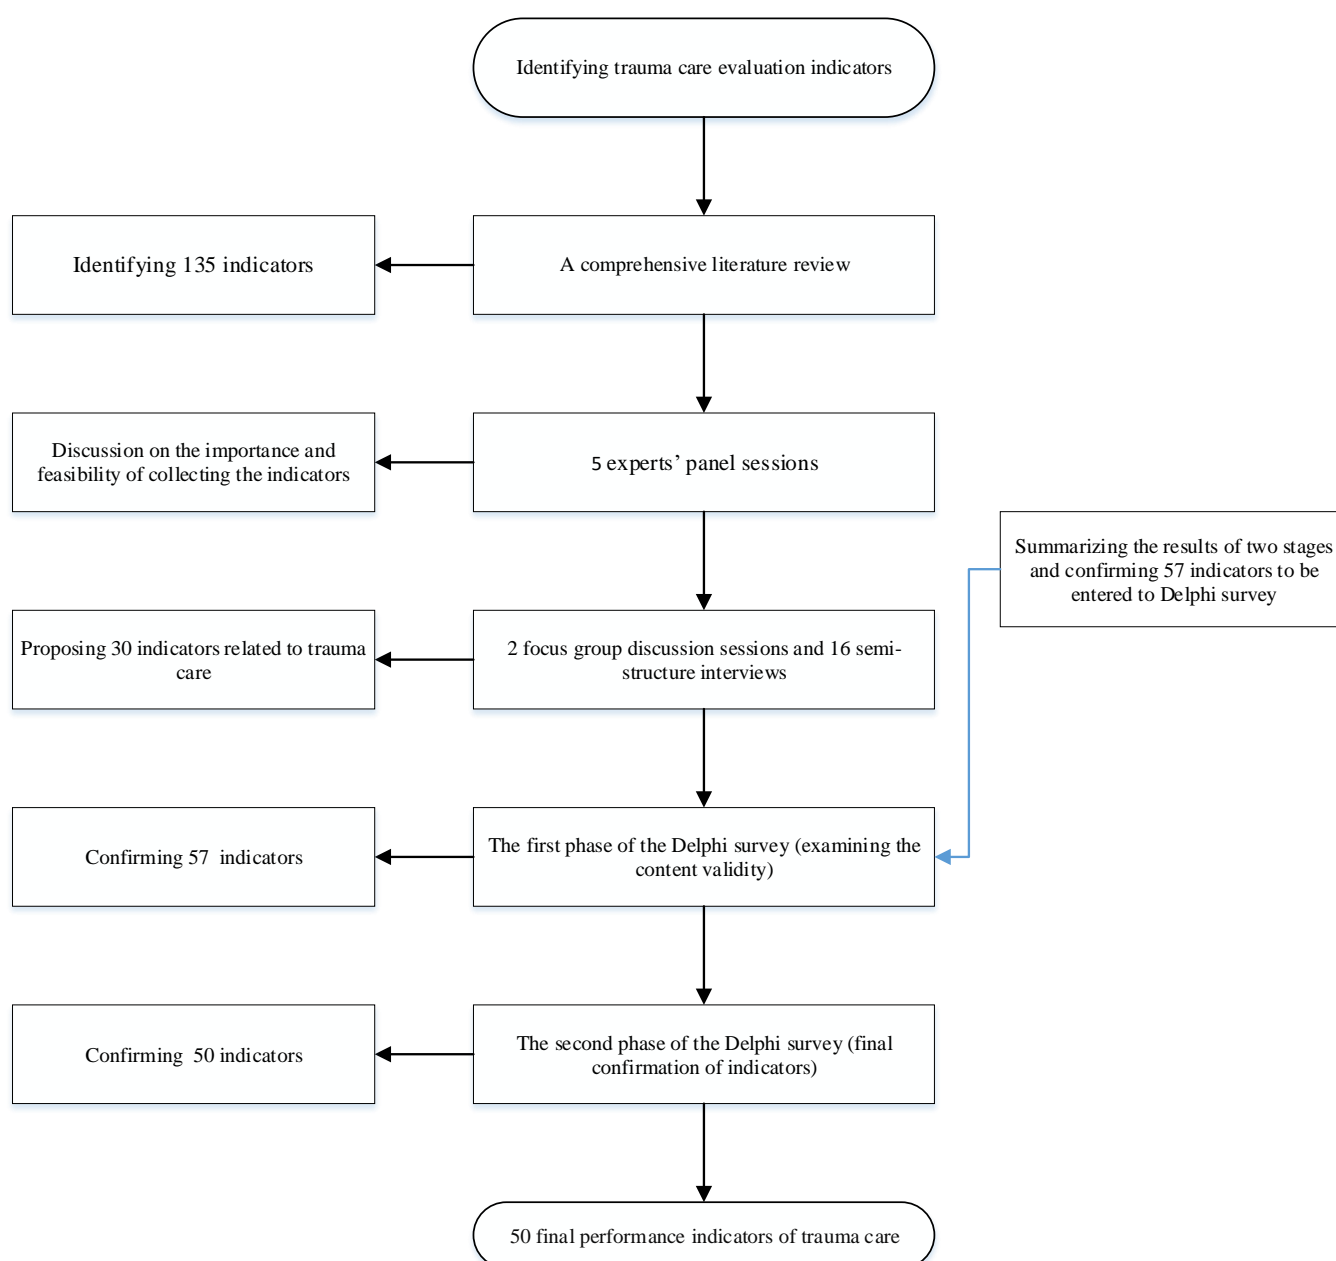 Identifying trauma care evaluation indicators
Identifying 135 indicators
A comprehensive literature review
Discussion on the importance and
feasibility of collecting the indicators
5 experts’ panel sessions
Summarizing the results of two stages
and confirming 57 indicators to be
entered to Delphi survey
Proposing 30 indicators related to trauma
care
2 focus group discussion sessions and 16 semi-
structure interviews
Confirming 57 indicators
The first phase of the Delphi survey (examining the
content validity)
Confirming 50 indicators
The second phase of the Delphi survey (final
confirmation of indicators)
50 final performance indicators of trauma care